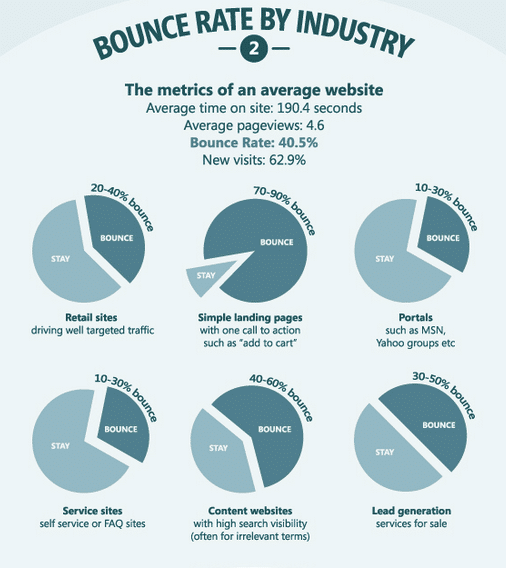 BOUNCE RATE BY INDUSTRY
2
The metrics of an average website
Average time on site: 190.4 seconds
Average pageviews: 4.6
Bounce Rate: 40.5%
New visits: 62.9%
20-40% bounce
BOUNCE
STAY
Retail sites
driving well targeted traffic
70-90% bounce
BOUNCE
STAY
Simple landing pages
with one call to action
such as "add to cart"
10-30% bounce
BOUNCE
STAY
Portals
such as MSN,
Yahoo groups etc
10-30% bounce
BOUNCE
STAY
Service sites
self service or FAQ sites
40-60% bounce
BOUNCE
STAY
Content websites
with high search visibility
(often for irrelevant terms)
30-50% bounce
BOUNCE
STAY
Lead generation
services for sale